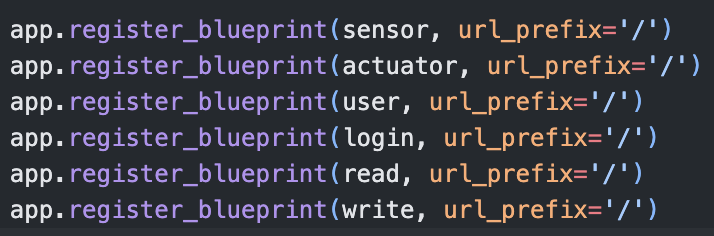 app.register_blueprint(sensor, url_prefix='/')
app.register_blueprint(actuator, url_prefix='/')
app.register_blueprint(user, url_prefix='/')
app.register_blueprint(login, url_prefix='/')
app.register_blueprint(read, url_prefix='/')
app.register_blueprint(write, url_prefix='/')